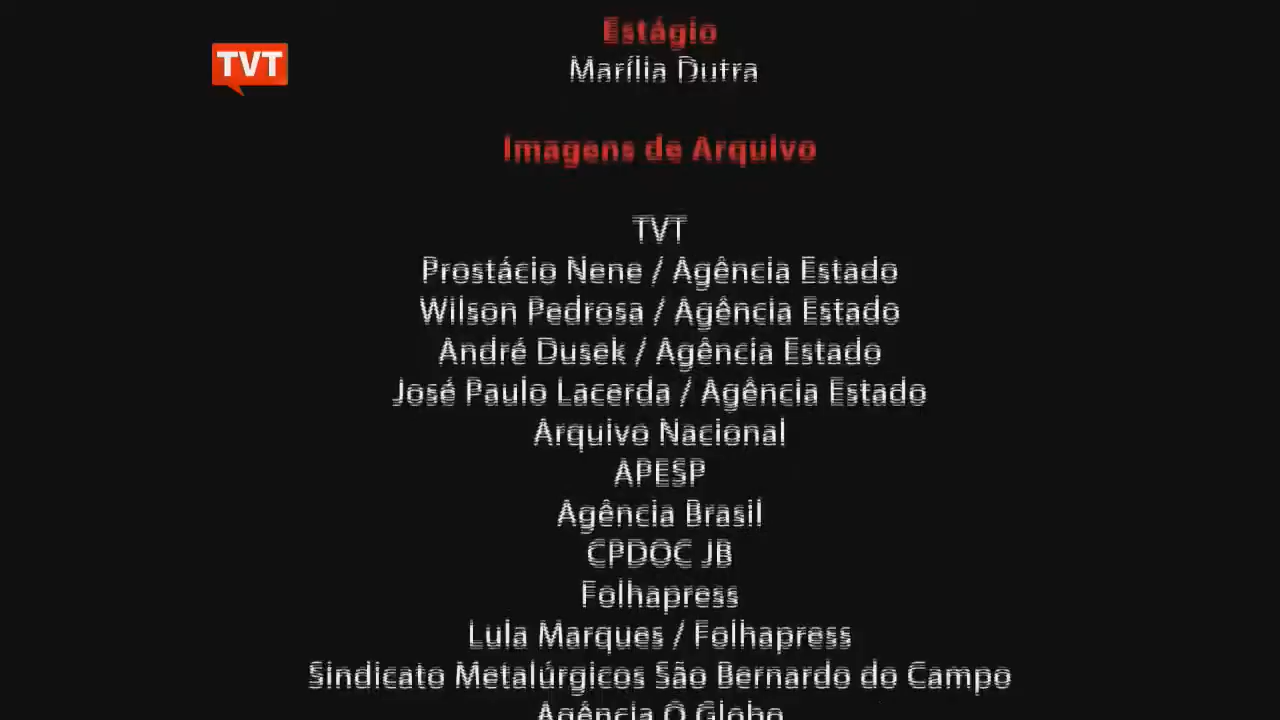 TVT
Estágio
Marília Dutra
Imagens de Arquivo
TVT
Prostácio Nene / Agência Estado
Wilson Pedrosa / Agência Estado
André Dusek / Agência Estado
José Paulo Lacerda / Agência Estado
Arquivo Nacional
APESP
Agência Brasil
CPDOC JB
Folhapress
Lula Marques / Folhapress
Sindicato Metalúrgicos São Bernardo do Campo
Agência O Globo